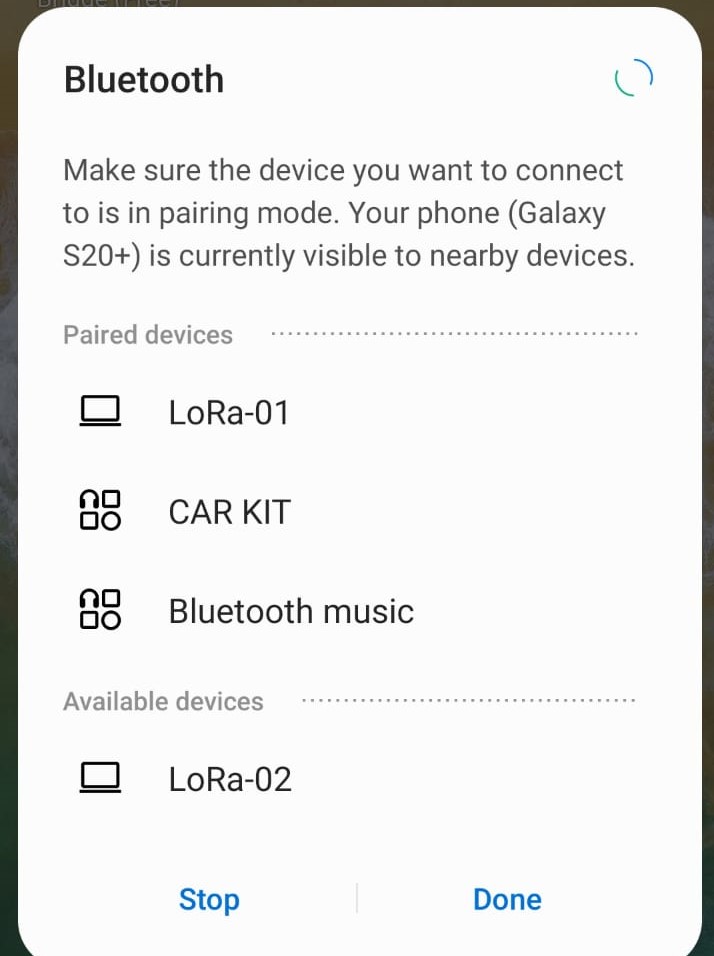 Bluetooth
Make sure the device you want to connect
to is in pairing mode. Your phone (Galaxy
S20+) is currently visible to nearby devices.
Paired devices
LoRa-01
CAR KIT
Bluetooth music
Available devices
LoRa-02
Stop
Done